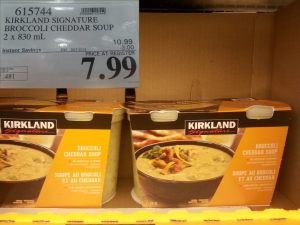 615744
KIRKLAND SIGNATURE
BROCCOLI CHEDDAR SOUP
2 x 830 mL
10.99
Instant Savings
3.00
PRICE AT REGISTER
7.99
481
KIRKLAND
Signature
BROCCOLI
CHEDDAR SOUP
SOUPE AU BROCOLI
ET AU CHEDDAR
KIRKLAND
Signature
BROCCOLI
CHEDDAR SOUP
SOUPE AU BROCOLI
ET AU CHEDDAR